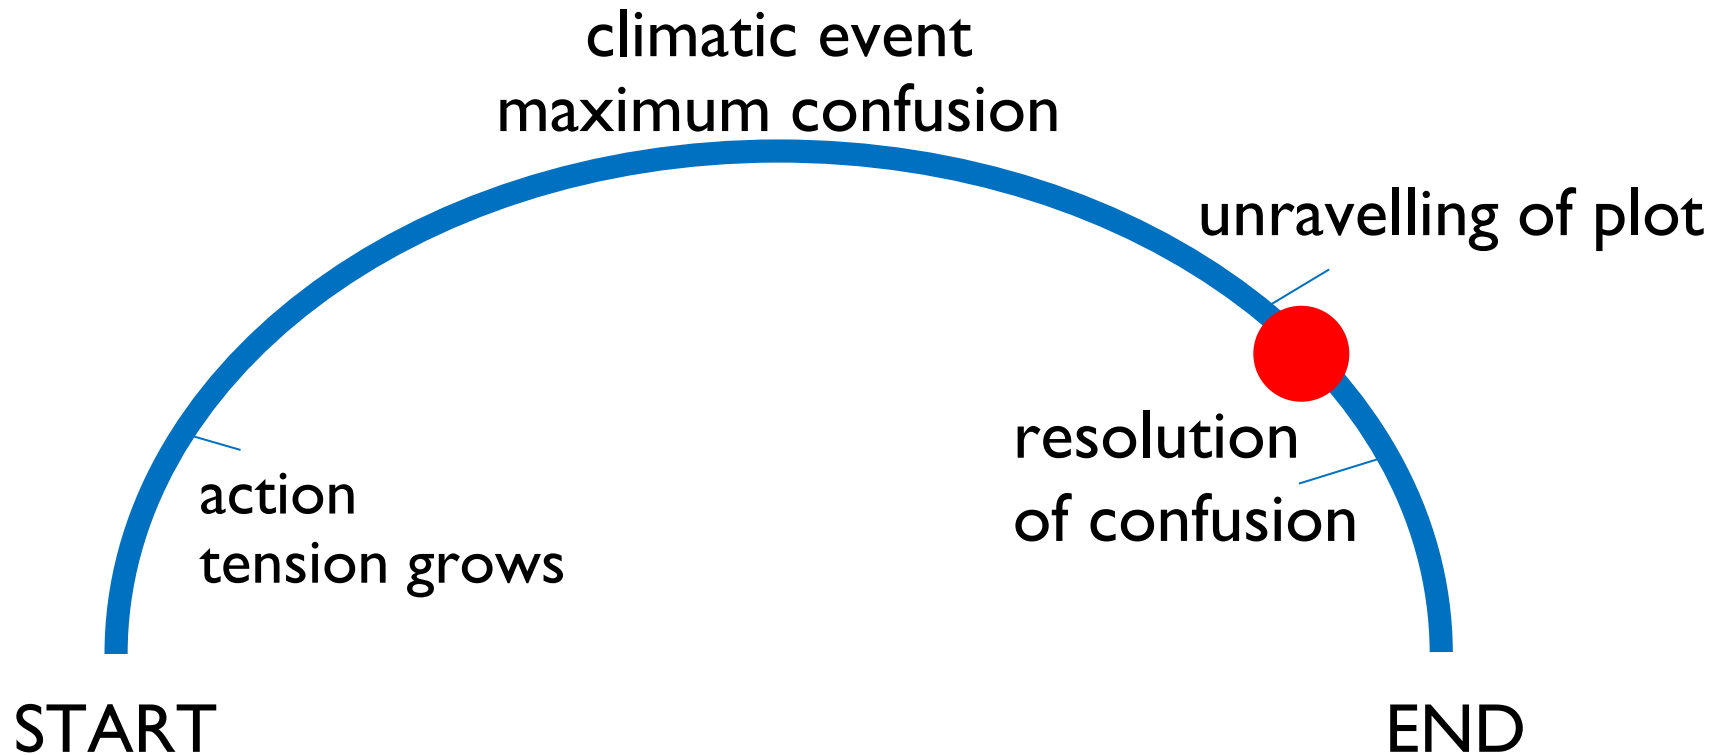 climatic event
maximum confusion
unravelling of plot
resolution
of confusion
action
tension grows
START
END